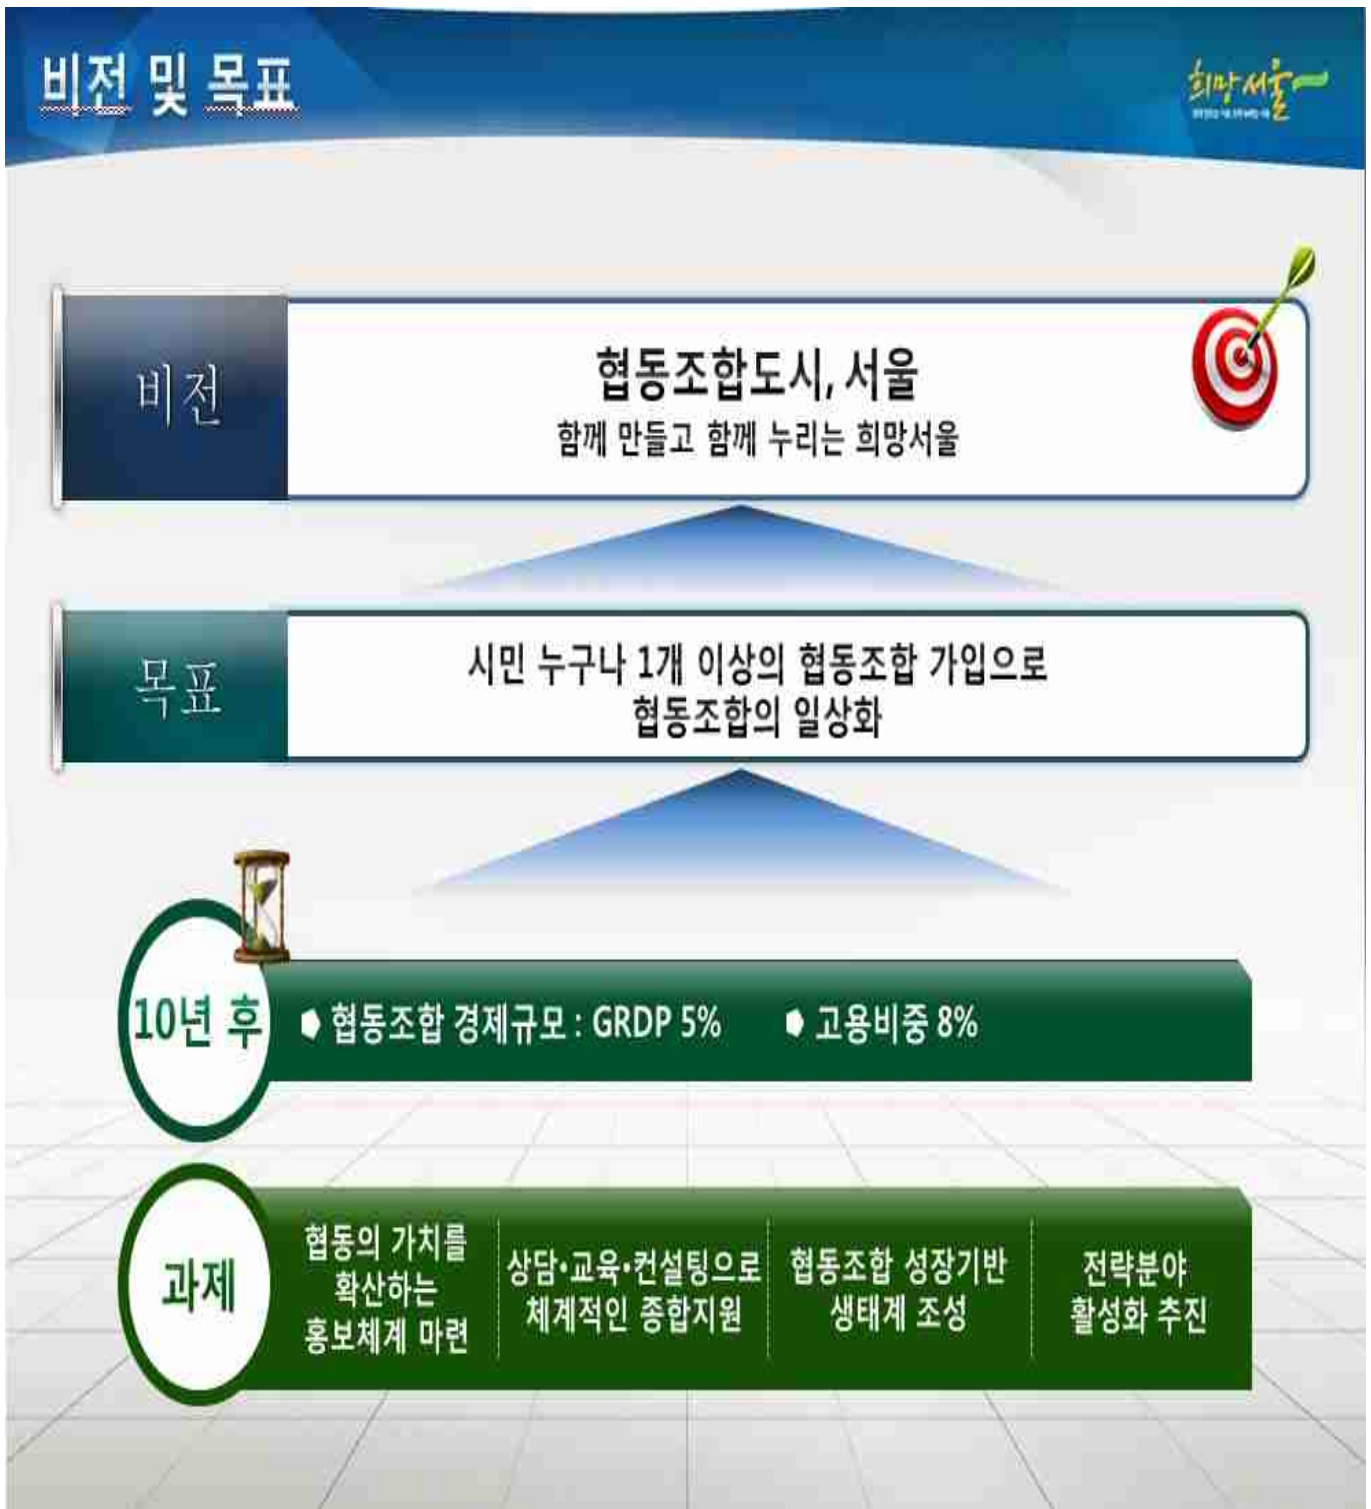 비전 및 목표
희망서울
비전
협동조합도시, 서울
함께 만들고 함께 누리는 희망서울
목표
시민 누구나 1개 이상의 협동조합 가입으로
협동조합의 일상화
10년 후
협동조합 경제규모 : GRDP 5%
고용비중 8%
과제
협동의 가치를
확산하는
홍보체계 마련
상담•교육•컨설팅으로
체계적인 종합지원
협동조합 성장기반
생태계 조성
전략분야
활성화 추진